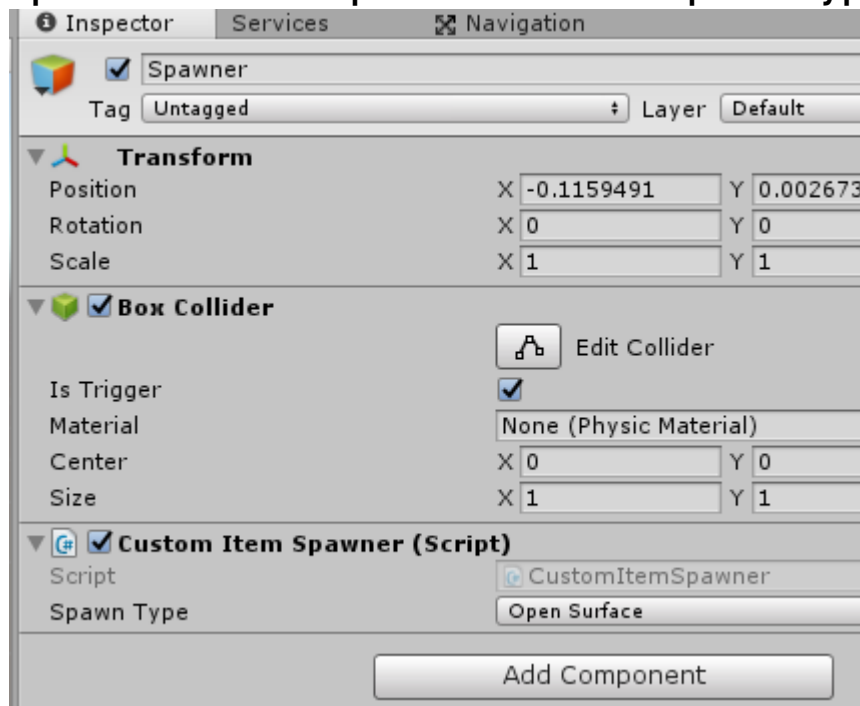 Inspector Services Navigation
Spawner
Tag Untagged Layer Default
Transform
Position X -0.1159491 Y 0.002673
Rotation X 0 Y 0
Scale X 1 Y 1
Box Collider
Edit Collider
Is Trigger
Material None (Physic Material)
Center X 0 Y 0
Size X 1 Y 1
Custom Item Spawner (Script)
Script CustomItemSpawner
Spawn Type Open Surface
Add Component